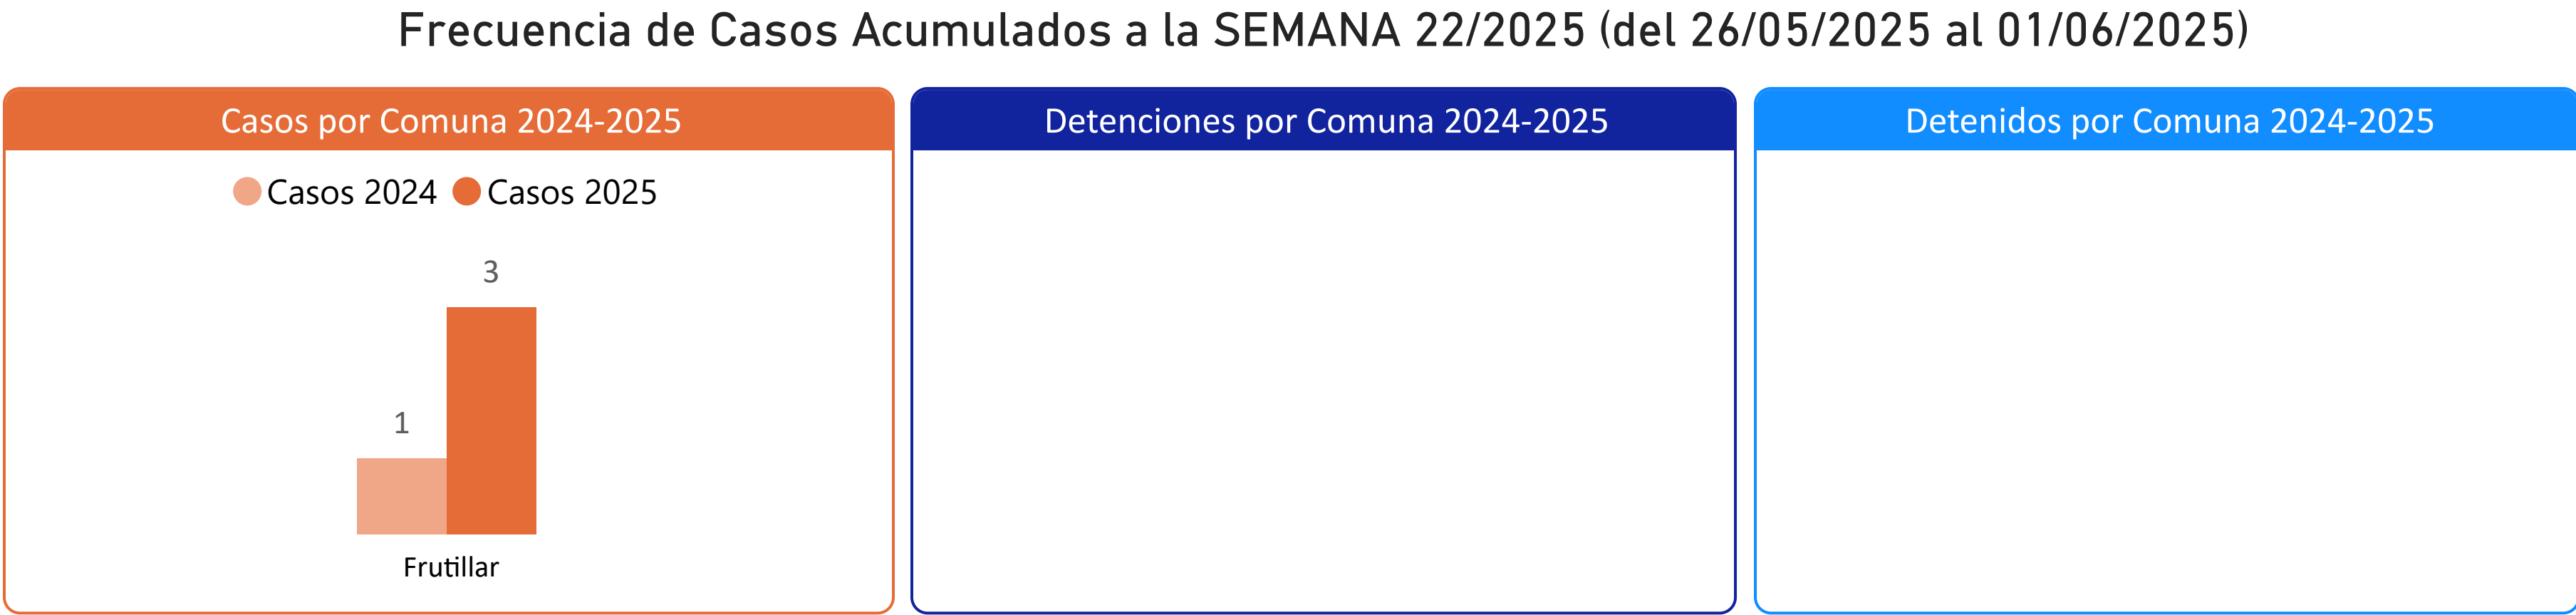 Frecuencia de Casos Acumulados a la SEMANA 22/2025 (del 26/05/2025 al 01/06/2025)
Casos por Comuna 2024-2025
Casos 2024 Casos 2025
3
1
Frutillar
Detenciones por Comuna 2024-2025
Detenidos por Comuna 2024-2025